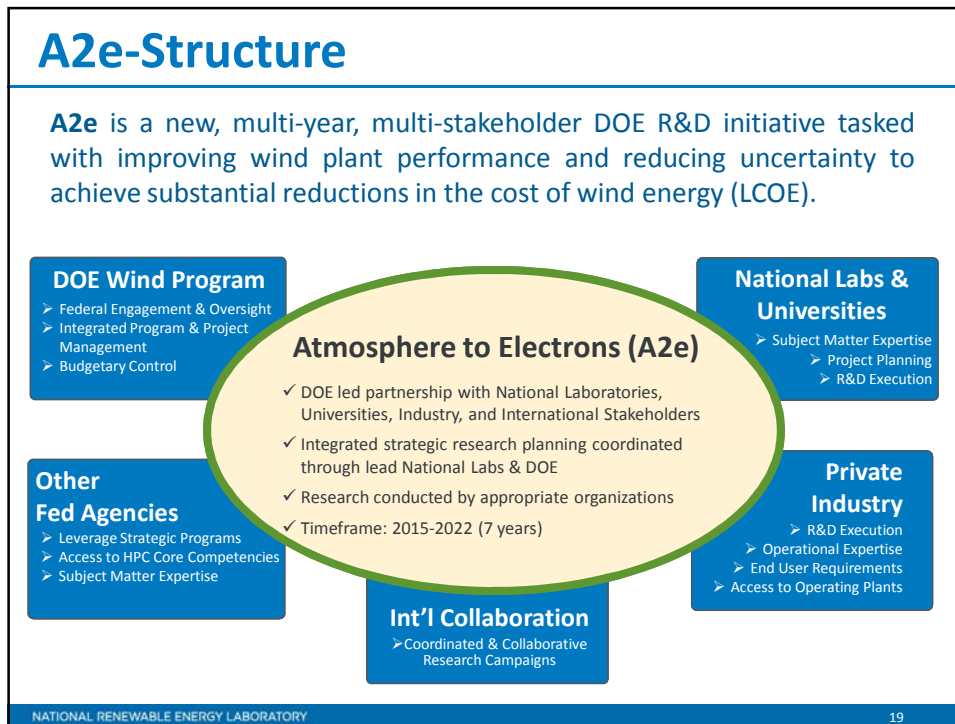 A2e-Structure
A2e is a new, multi-year, multi-stakeholder DOE R&D initiative tasked
with improving wind plant performance and reducing uncertainty to
achieve substantial reductions in the cost of wind energy (LCOE).
DOE Wind Program
➢ Federal Engagement & Oversight
➢ Integrated Program & Project
Management
➢ Budgetary Control
National Labs &
Universities
➢ Subject Matter Expertise
➢ Project Planning
➢ R&D Execution
Atmosphere to Electrons (A2e)
✓ DOE led partnership with National Laboratories,
Universities, Industry, and International Stakeholders
✓ Integrated strategic research planning coordinated
through lead National Labs & DOE
✓ Research conducted by appropriate organizations
✓ Timeframe: 2015-2022 (7 years)
Other
Fed Agencies
➢ Leverage Strategic Programs
➢ Access to HPC Core Competencies
➢ Subject Matter Expertise
Private
Industry
➢ R&D Execution
➢ Operational Expertise
➢ End User Requirements
➢ Access to Operating Plants
Int'l Collaboration
➢Coordinated & Collaborative
Research Campaigns
NATIONAL RENEWABLE ENERGY LABORATORY
19